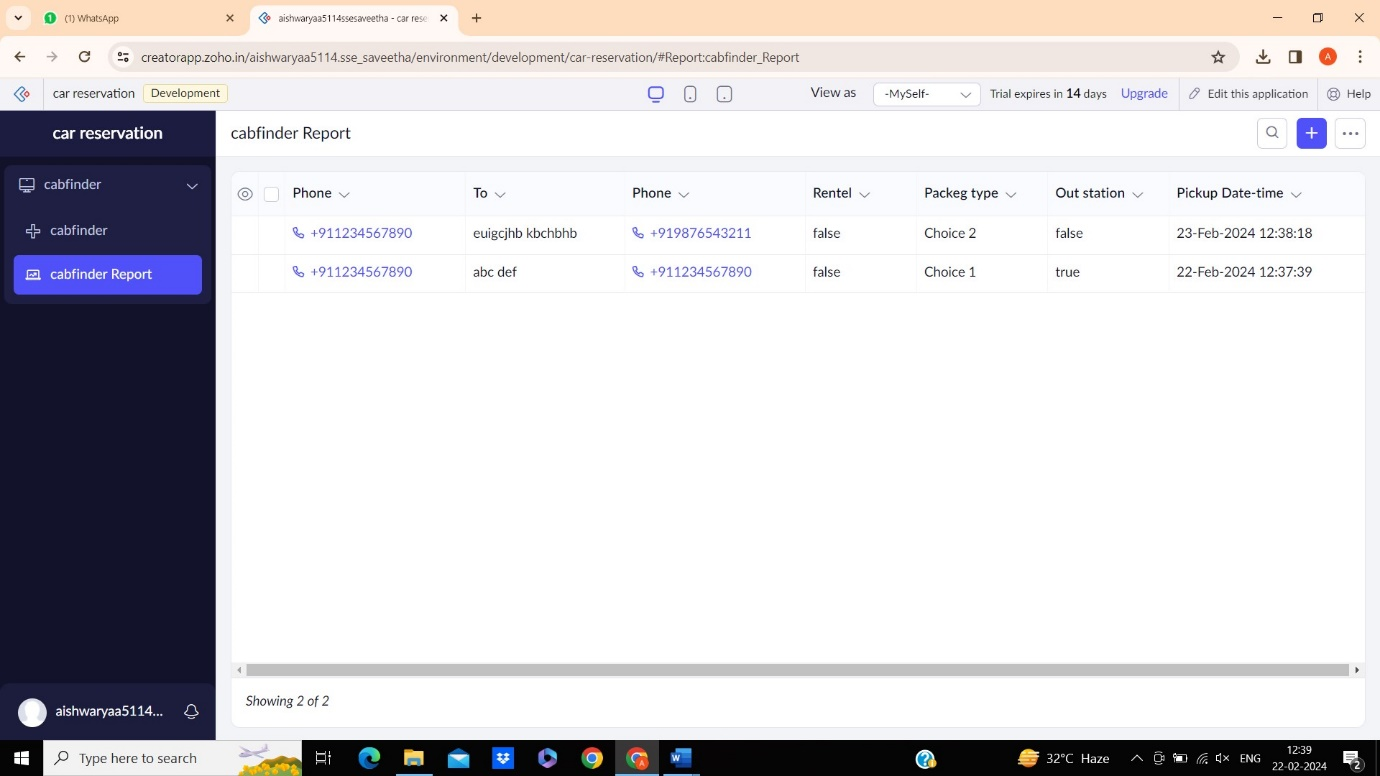 (1) WhatsApp
aishwaryaa5114ssesaveetha - car rese
creatorapp.zoho.in/aishwaryaa5114.sse_saveetha/environment/development/car-reservation/#Report:cabfinder_Report
A
car reservation Development View as -MySelf- Trial expires in 14 days Upgrade Edit this application Help
car reservation
cabfinder Report
cabfinder
cabfinder
cabfinder Report
Phone To Phone Rentel Packeg type Out station Pickup Date-time
+911234567890 euigcjhb kbchbhb +919876543211 false Choice 2 false 23-Feb-2024 12:38:18
+911234567890 abc def +911234567890 false Choice 1 true 22-Feb-2024 12:37:39
Showing 2 of 2
aishwaryaa5114...
Type here to search
32°C Haze
ENG
12:39
22-02-2024
2